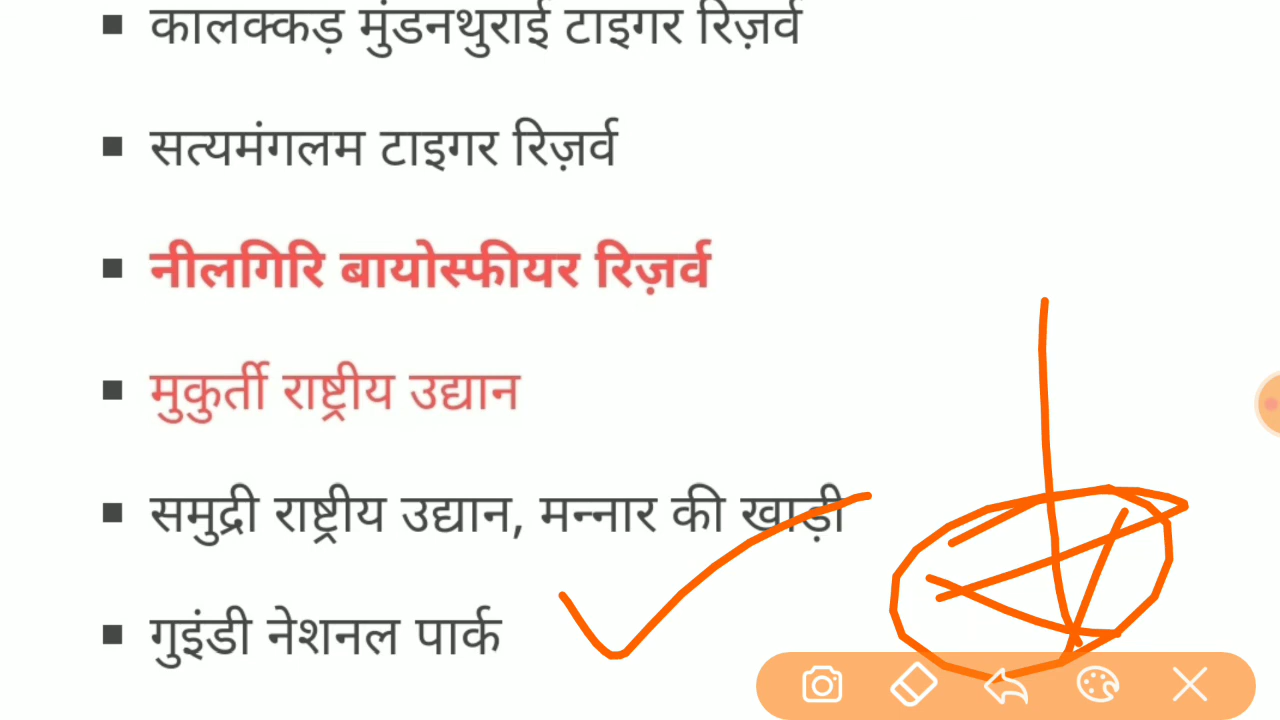 ▪ कालक्कड़ मुंडनथुराई टाइगर रिज़र्व
▪ सत्यमंगलम टाइगर रिज़र्व
▪ नीलगिरि बायोस्फीयर रिज़र्व
▪ मुकुर्ती राष्ट्रीय उद्यान
▪ समुद्री राष्ट्रीय उद्यान, मन्नार की खाड़ी
▪ गुइंडी नेशनल पार्क